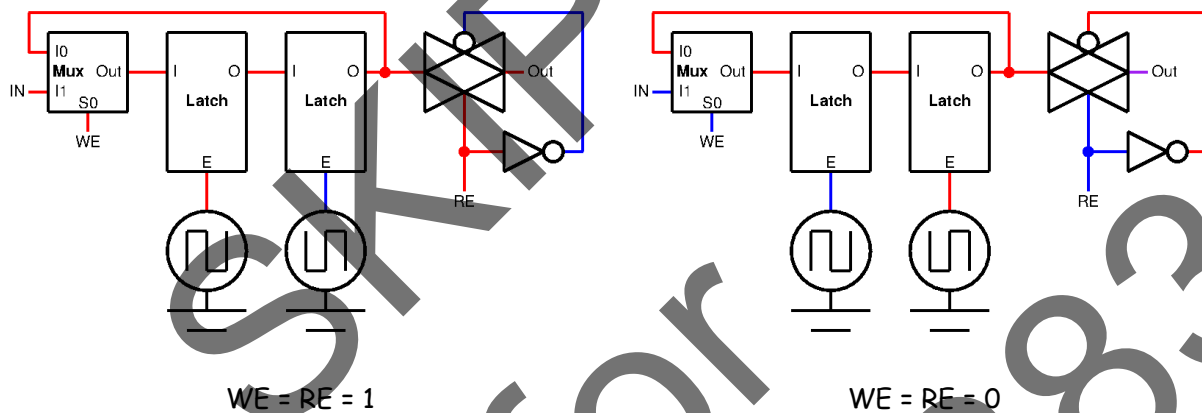 I0
Mux Out
IN I1
S0
WE
I O
Latch
E
I O
Latch
E
Out
RE
WE = RE = 1
I0
Mux Out
IN I1
S0
WE
I O
Latch
E
I O
Latch
E
Out
RE
WE = RE = 0
for